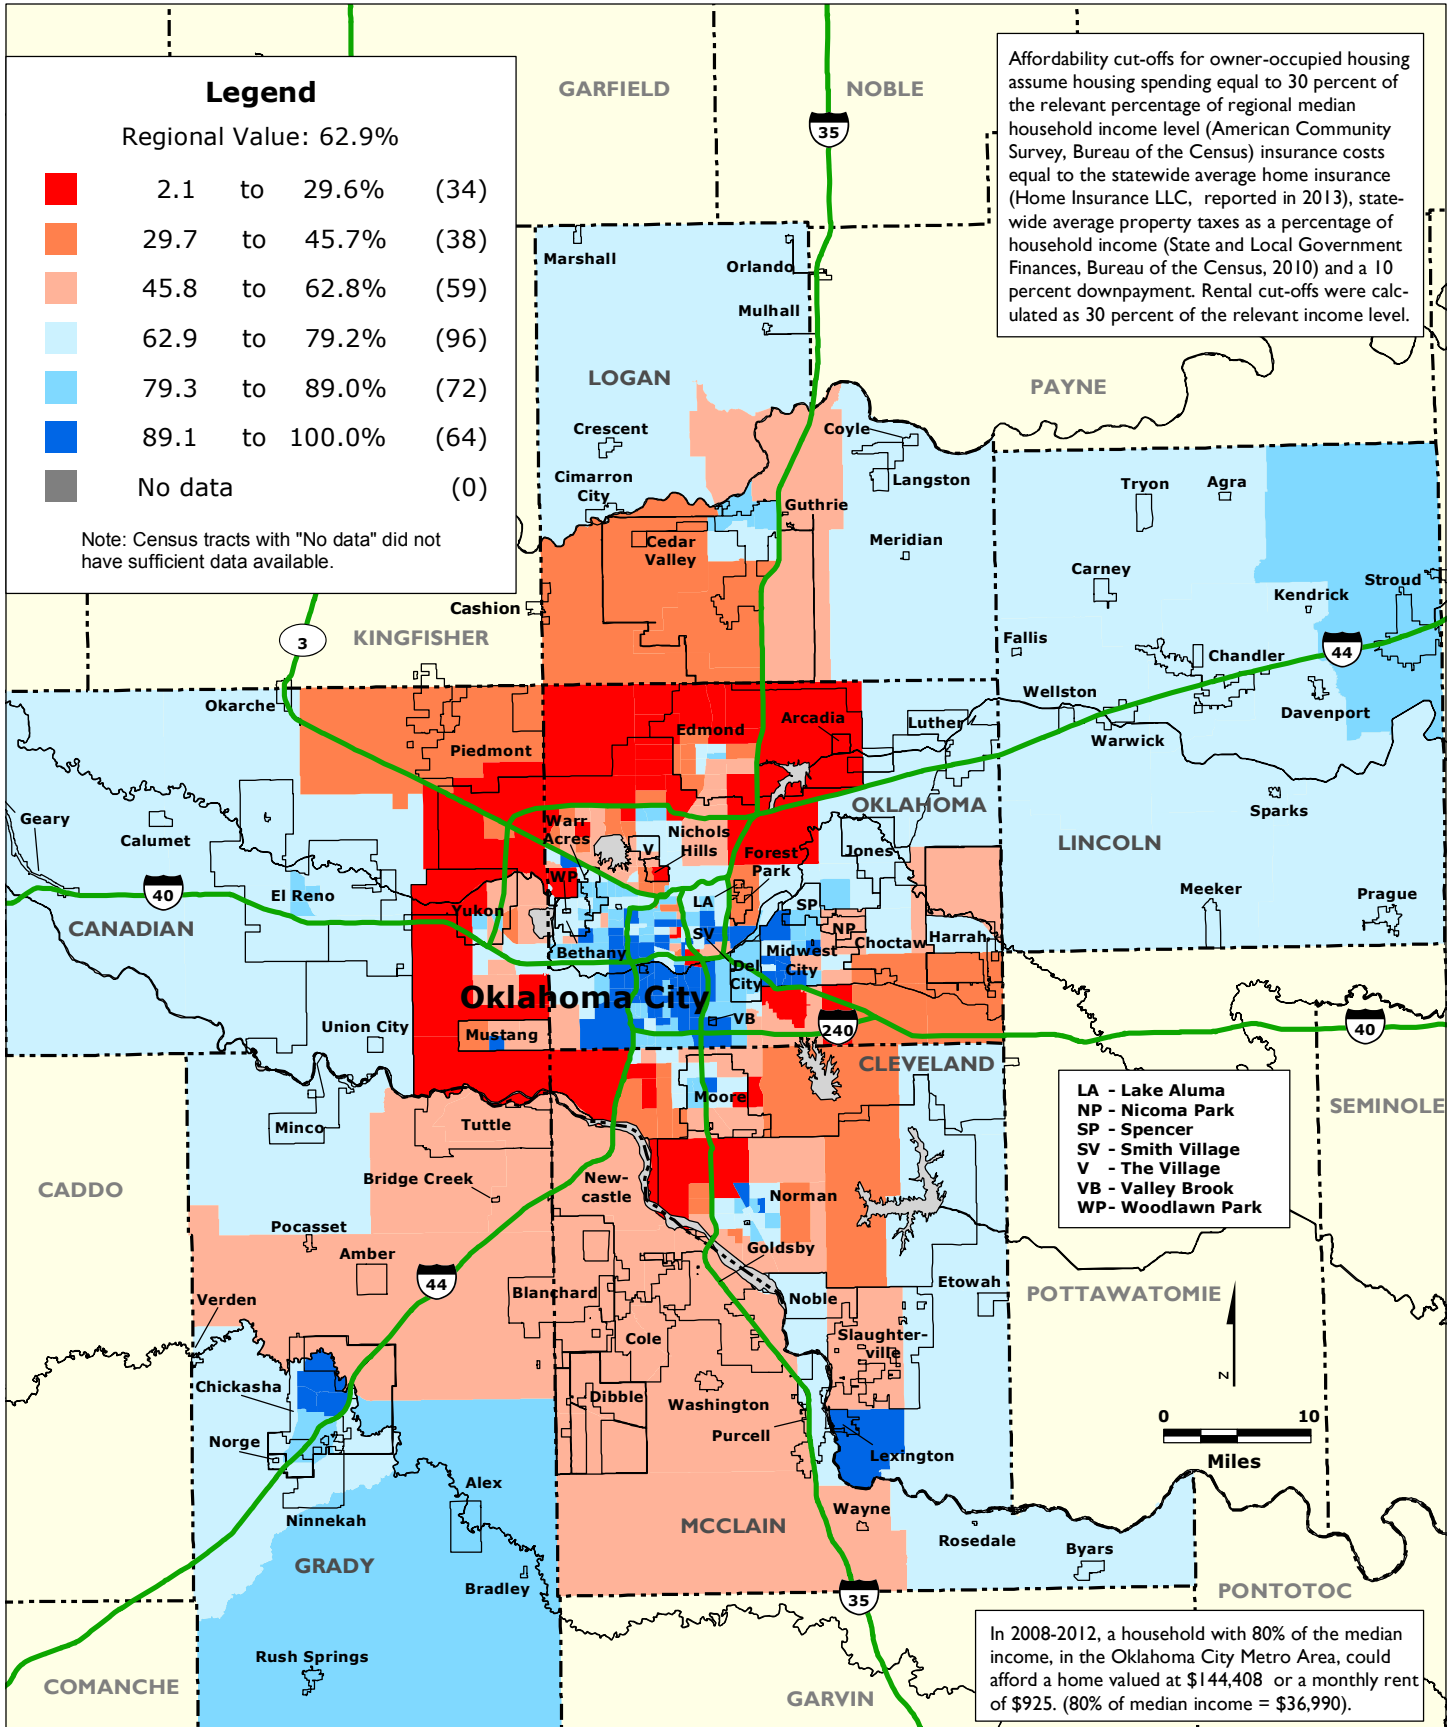 Legend
Regional Value: 62.9%
2.1 to 29.6% (34)
29.7 to 45.7% (38)
45.8 to 62.8% (59)
62.9 to 79.2% (96)
79.3 to 89.0% (72)
89.1 to 100.0% (64)
No data (0)
Note: Census tracts with "No data" did not
have sufficient data available.
Affordability cut-offs for owner-occupied housing
assume housing spending equal to 30 percent of
the relevant percentage of regional median
household income level (American Community
Survey, Bureau of the Census) insurance costs
equal to the statewide average home insurance
(Home Insurance LLC, reported in 2013), state-
wide average property taxes as a percentage of
household income (State and Local Government
Finances, Bureau of the Census, 2010) and a 10
percent downpayment. Rental cut-offs were calc-
ulated as 30 percent of the relevant income level.
GARFIELD
NOBLE
35
Marshall
Orlando
Mulhall
LOGAN
PAYNE
Crescent
Coyle
Cimarron
City
Langston
Guthrie
Tryon
Agra
Cedar
Valley
Meridian
Carney
Stroud
Kendrick
Cashion
KINGFISHER
3
Fallis
Chandler
44
Okarche
Wellston
Davenport
Piedmont
Edmond
Arcadia
Luther
Warwick
Geary
Calumet
OKLAHOMA
Sparks
Warr
Acres
Nichols
Hills
V
Forest
Park
Jones
LINCOLN
WP
40
El Reno
LA
SP
Meeker
Prague
CANADIAN
Yukon
SV
NP
Choctaw
Harrah
Bethany
Midwest
City
Del
City
Oklahoma City
VB
Union City
Mustang
240
40
CLEVELAND
LA - Lake Aluma
NP - Nicoma Park
SP - Spencer
SV - Smith Village
V - The Village
VB - Valley Brook
WP- Woodlawn Park
SEMINOLE
Moore
Minco
Tuttle
CADDO
Bridge Creek
New-
castle
Norman
Pocasset
Amber
Goldsby
44
Verden
Blanchard
Noble
Etowah
POTTAWATOMIE
Cole
Slaughter-
ville
Chickasha
Dibble
Washington
N
Norge
Purcell
Lexington
0 10
Miles
Alex
Ninnekah
Wayne
MCCLAIN
Rosedale
Byars
GRADY
Bradley
35
PONTOTOC
Rush Springs
COMANCHE
GARVIN
In 2008-2012, a household with 80% of the median
income, in the Oklahoma City Metro Area, could
afford a home valued at $144,408 or a monthly rent
of $925. (80% of median income = $36,990).